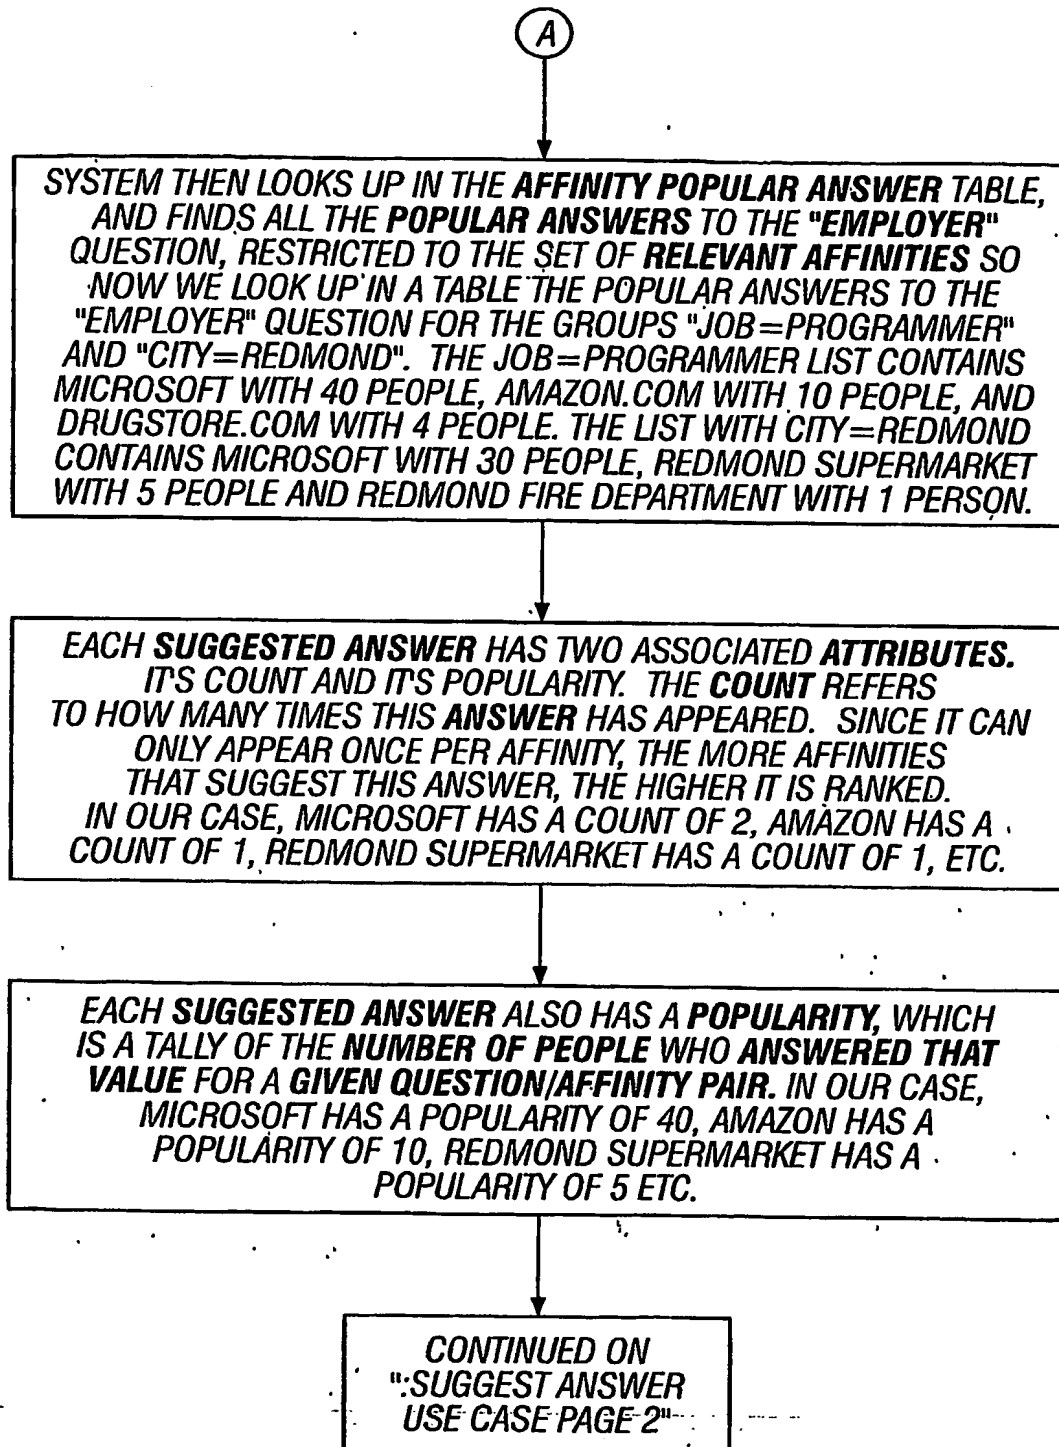 A
SYSTEM THEN LOOKS UP IN THE AFFINITY POPULAR ANSWER TABLE,
AND FINDS ALL THE POPULAR ANSWERS TO THE "EMPLOYER"
QUESTION, RESTRICTED TO THE SET OF RELEVANT AFFINITIES SO
NOW WE LOOK UP IN A TABLE THE POPULAR ANSWERS TO THE
"EMPLOYER" QUESTION FOR THE GROUPS "JOB=PROGRAMMER"
AND "CITY=REDMOND". THE JOB=PROGRAMMER LIST CONTAINS
MICROSOFT WITH 40 PEOPLE, AMAZON.COM WITH 10 PEOPLE, AND
DRUGSTORE.COM WITH 4 PEOPLE. THE LIST WITH CITY=REDMOND
CONTAINS MICROSOFT WITH 30 PEOPLE, REDMOND SUPERMARKET
WITH 5 PEOPLE AND REDMOND FIRE DEPARTMENT WITH 1 PERSON.
EACH SUGGESTED ANSWER HAS TWO ASSOCIATED ATTRIBUTES.
IT'S COUNT AND IT'S POPULARITY. THE COUNT REFERS
TO HOW MANY TIMES THIS ANSWER HAS APPEARED. SINCE IT CAN
ONLY APPEAR ONCE PER AFFINITY, THE MORE AFFINITIES
THAT SUGGEST THIS ANSWER, THE HIGHER IT IS RANKED.
IN OUR CASE, MICROSOFT HAS A COUNT OF 2, AMAZON HAS A
COUNT OF 1, REDMOND SUPERMARKET HAS A COUNT OF 1, ETC.
EACH SUGGESTED ANSWER ALSO HAS A POPULARITY, WHICH
IS A TALLY OF THE NUMBER OF PEOPLE WHO ANSWERED THAT
VALUE FOR A GIVEN QUESTION/AFFINITY PAIR. IN OUR CASE,
MICROSOFT HAS A POPULARITY OF 40, AMAZON HAS A
POPULARITY OF 10, REDMOND SUPERMARKET HAS A
POPULARITY OF 5 ETC.
CONTINUED ON
":SUGGEST ANSWER
USE CASE PAGE 2"